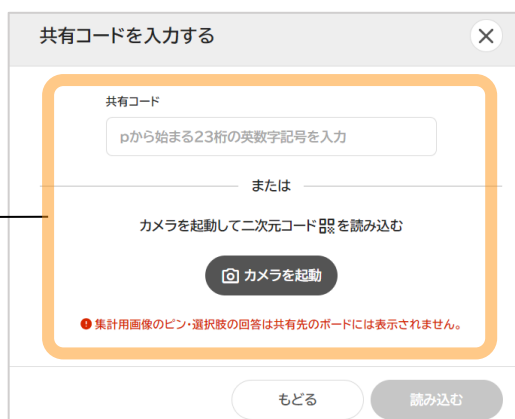 共有コードを入力する
共有コード
pから始まる23桁の英数字記号を入力
または
カメラを起動して二次元コードを読み込む
カメラを起動
集計用画像のピン・選択肢の回答は共有先のボードには表示されません。
もどる
読み込む